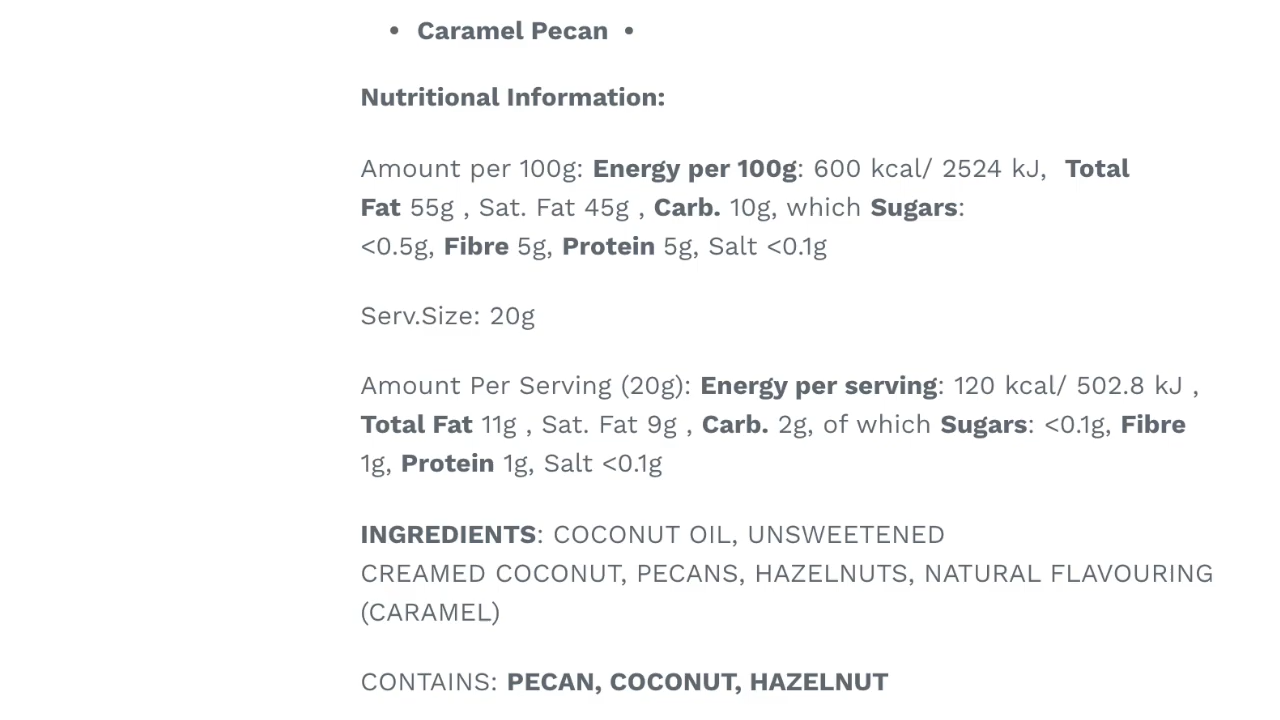 • Caramel Pecan •
Nutritional Information:
Amount per 100g: Energy per 100g: 600 kcal/ 2524 kJ, Total
Fat 55g , Sat. Fat 45g , Carb. 10g, which Sugars:
<0.5g, Fibre 5g, Protein 5g, Salt <0.1g
Serv.Size: 20g
Amount Per Serving (20g): Energy per serving: 120 kcal/ 502.8 kJ ,
Total Fat 11g , Sat. Fat 9g , Carb. 2g, of which Sugars: <0.1g, Fibre
1g, Protein 1g, Salt <0.1g
INGREDIENTS: COCONUT OIL, UNSWEETENED
CREAMED COCONUT, PECANS, HAZELNUTS, NATURAL FLAVOURING
(CARAMEL)
CONTAINS: PECAN, COCONUT, HAZELNUT